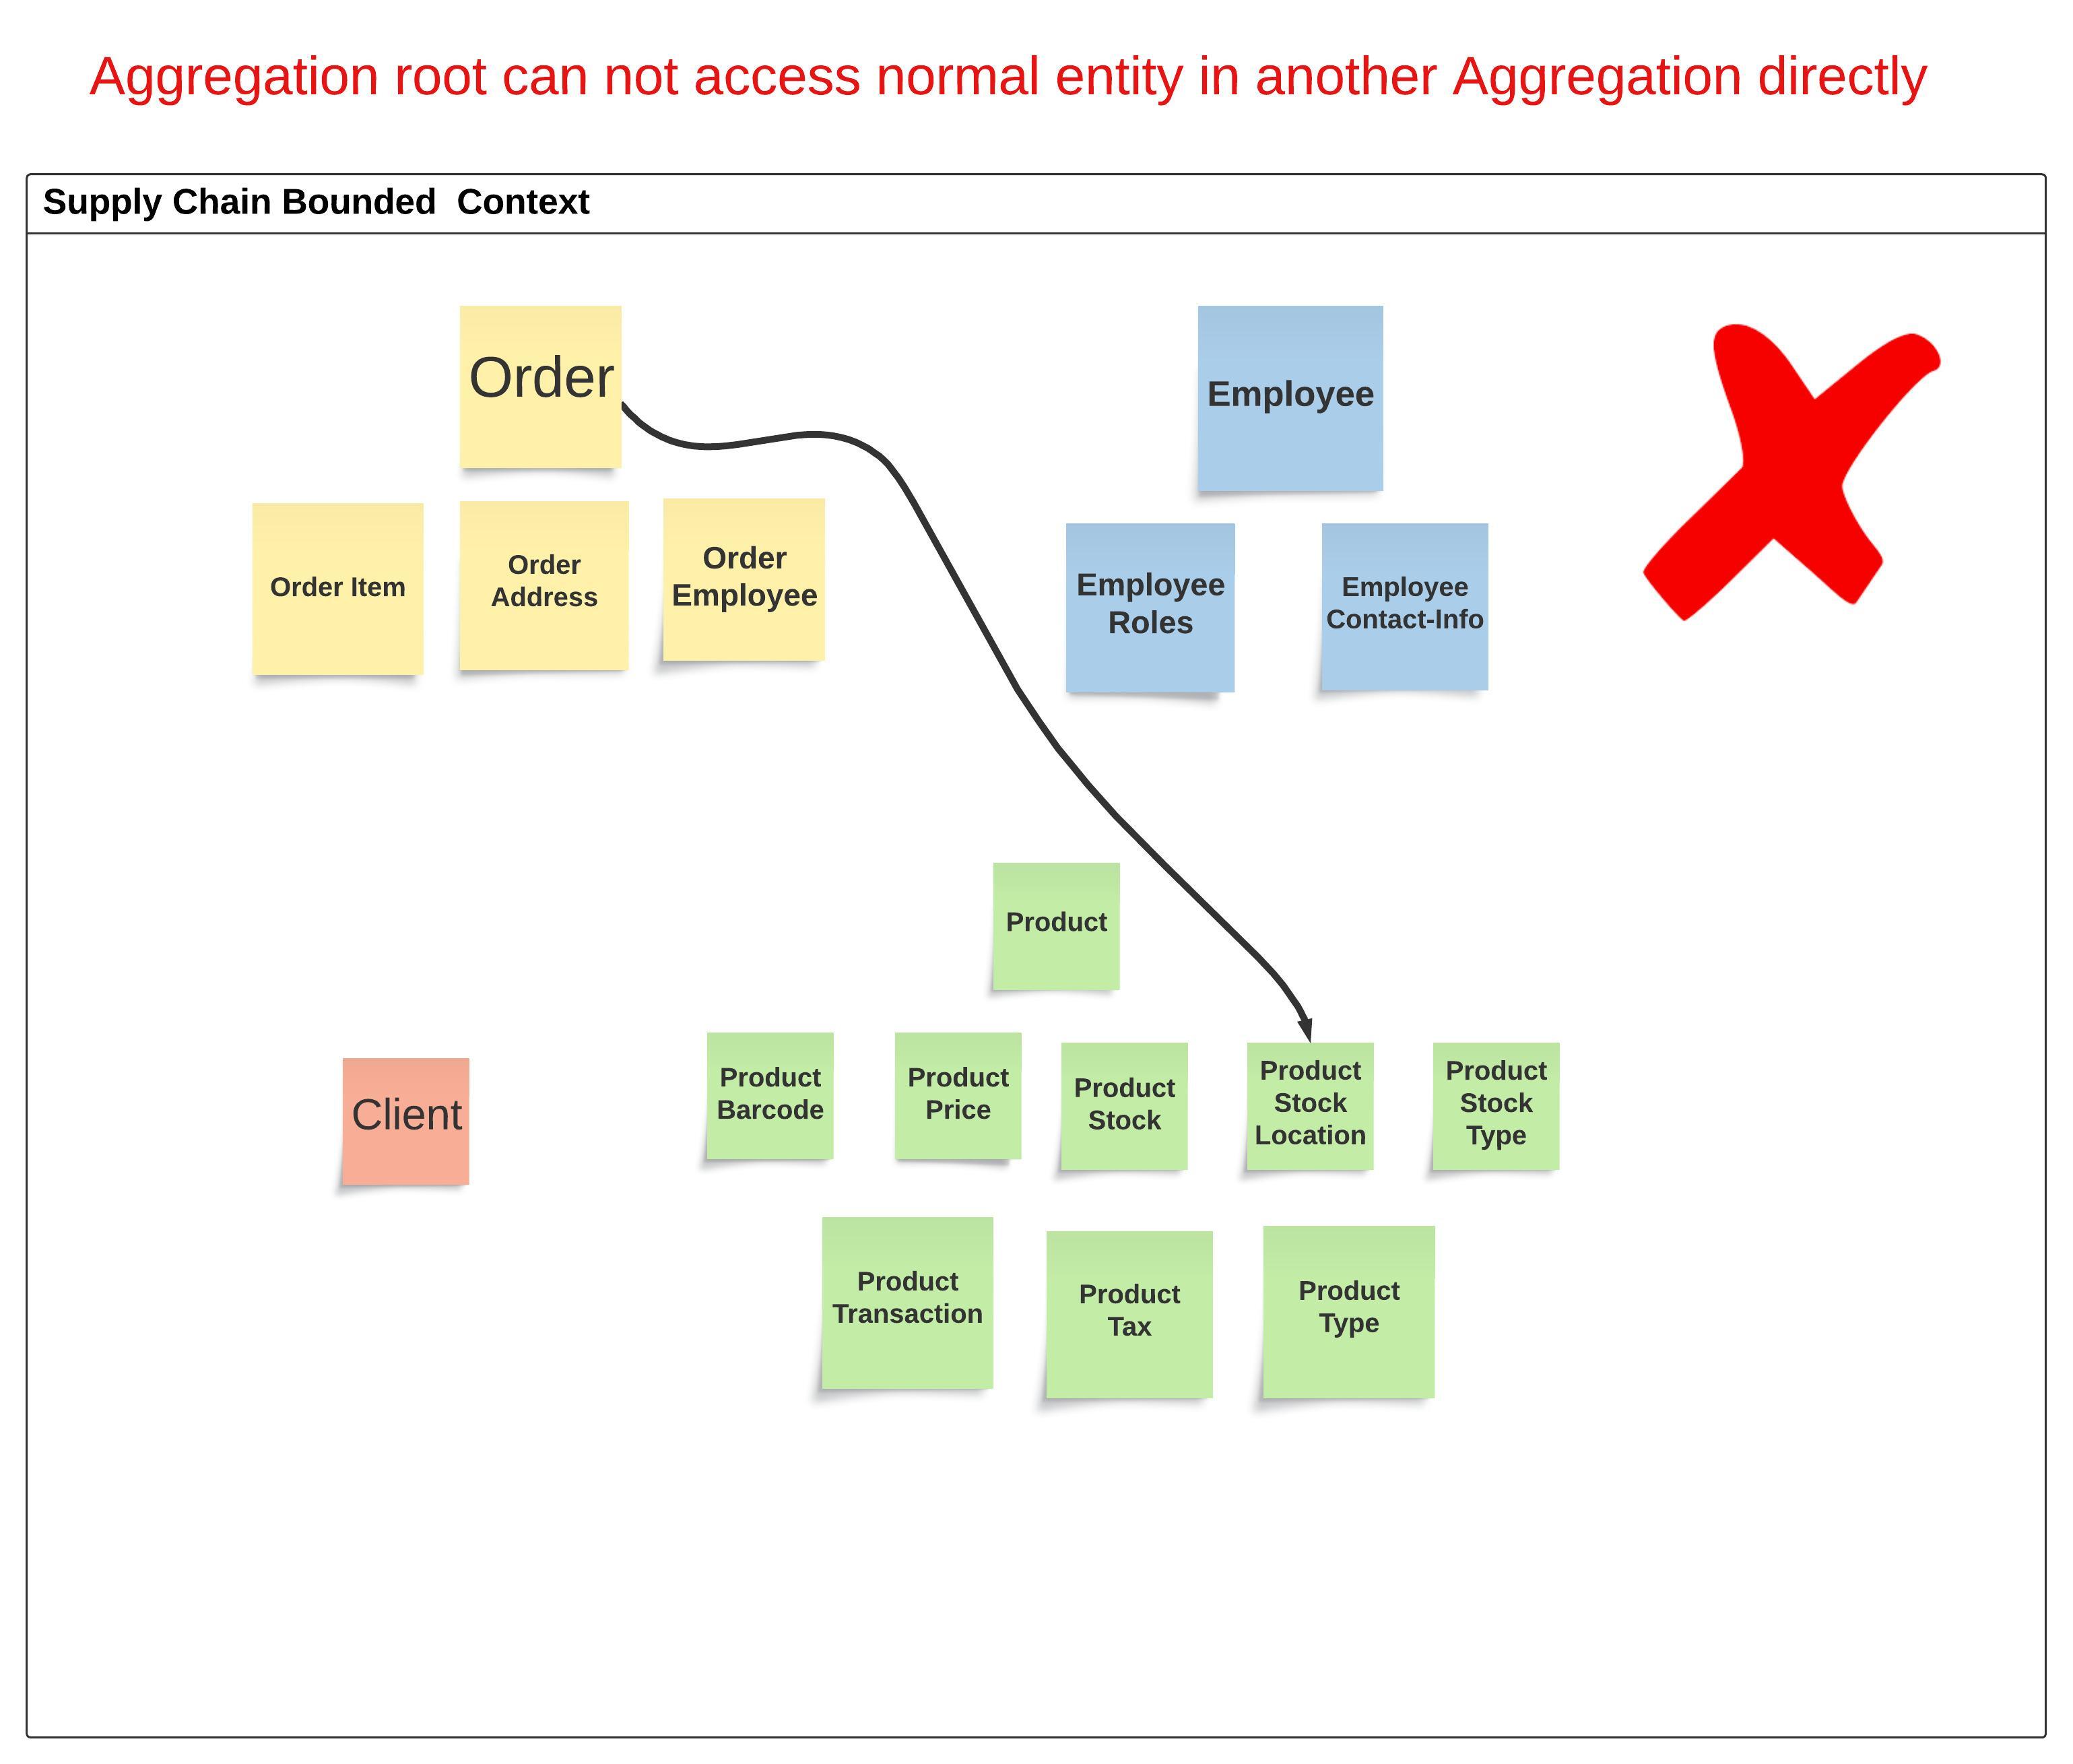 Aggregation root can not access normal entity in another Aggregation directly
Supply Chain Bounded  Context
Order
Employee
Order Item
Order
Address
Order
Employee
Employee
Roles
Employee
Contact-Info
Product
Client
Product
Barcode
Product
Price
Product
Stock
Product
Stock
Location
Product
Stock
Type
Product
Transaction
Product
Tax
Product
Type